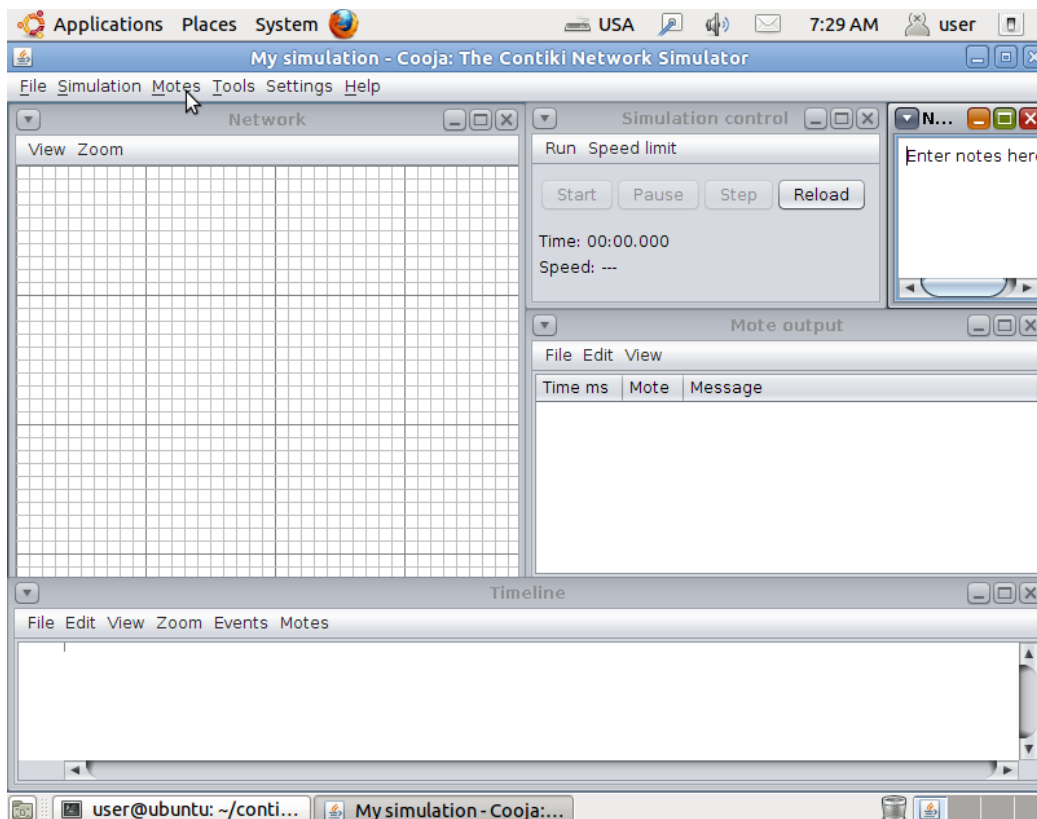 Applications Places System USA 7:29 AM user
My simulation - Cooja: The Contiki Network Simulator
File Simulation Motes Tools Settings Help
Network
View Zoom
Simulation control
Run Speed limit
Start Pause Step Reload
Time: 00:00.000
Speed: ---
N...
Enter notes here
Mote output
File Edit View
Time ms Mote Message
Timeline
File Edit View Zoom Events Motes
user@ubuntu: ~/conti... My simulation - Cooja:...